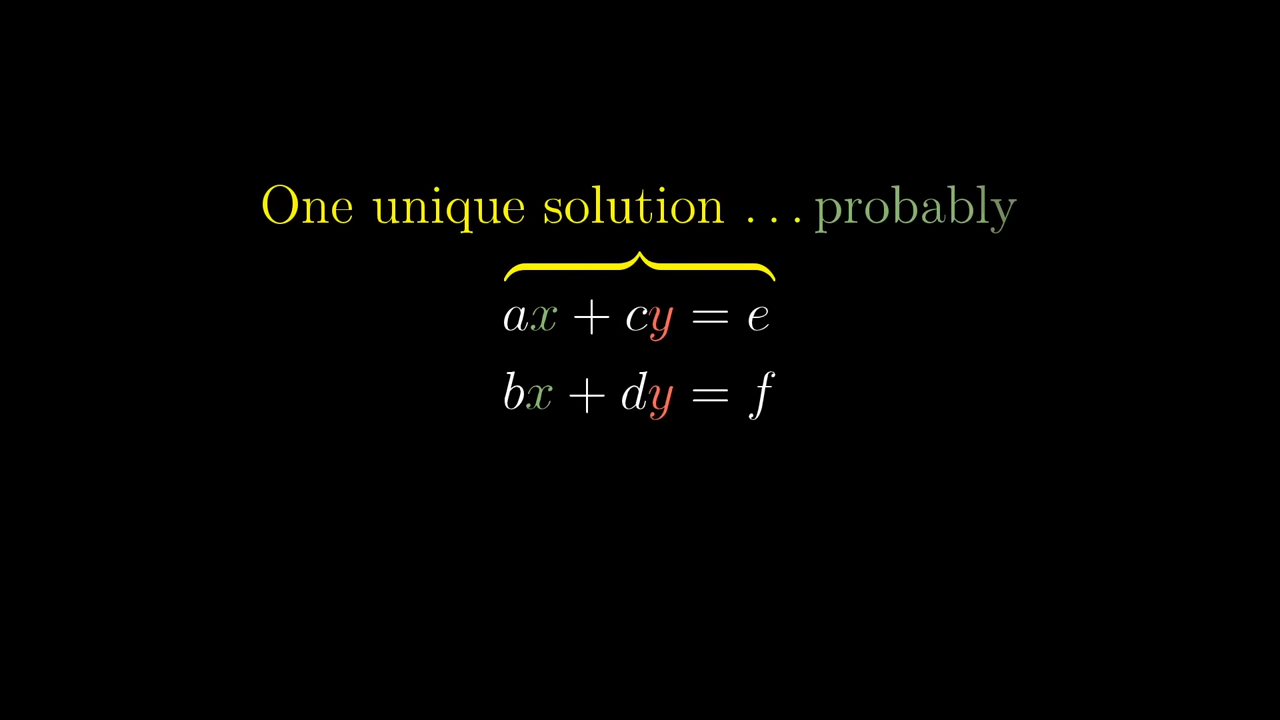 One unique solution ... probably
ax + cy = e
bx + dy = f